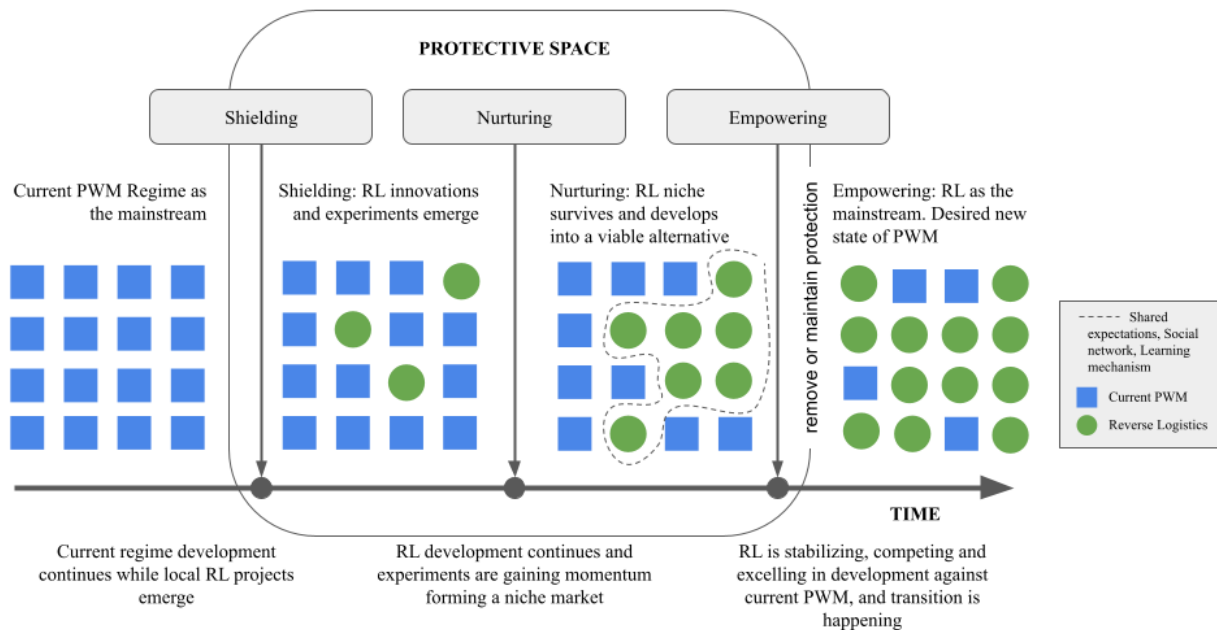 PROTECTIVE SPACE
Shielding
Nurturing
Empowering
Current PWM Regime as
the mainstream
Shielding: RL innovations
and experiments emerge
Nurturing: RL niche
survives and develops
into a viable alternative
remove or maintain protection
Empowering: RL as the
mainstream. Desired new
state of PWM
Shared
expectations, Social
network, Learning
mechanism
Current PWM
Reverse Logistics
TIME
Current regime development
continues while local RL projects
emerge
RL development continues and
experiments are gaining momentum
forming a niche market
RL is stabilizing, competing and
excelling in development against
current PWM, and transition is
happening